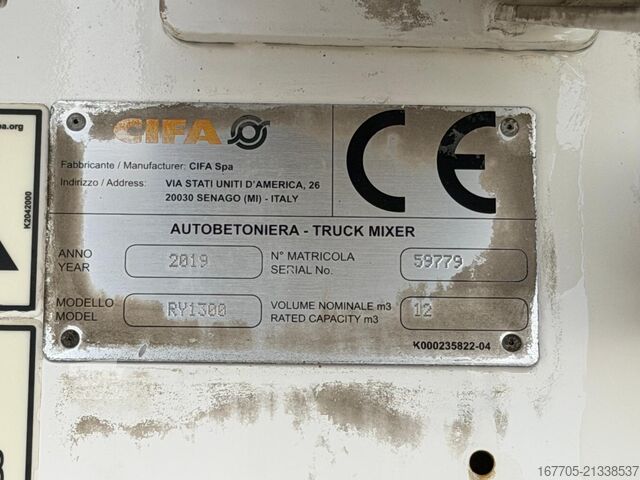 pa.org
K2042000
CIFA
CE
Fabbricante / Manufacturer: CIFA Spa
Indirizzo / Address: VIA STATI UNITI D'AMERICA, 26
20030 SENAGO (MI) - ITALY
AUTOBETONIERA - TRUCK MIXER
ANNO
YEAR
2019
N° MATRICOLA
SERIAL No.
59779
MODELLO
MODEL
RY1300
VOLUME NOMINALE m3
RATED CAPACITY m3
12
K000235822-04
167705-21338537